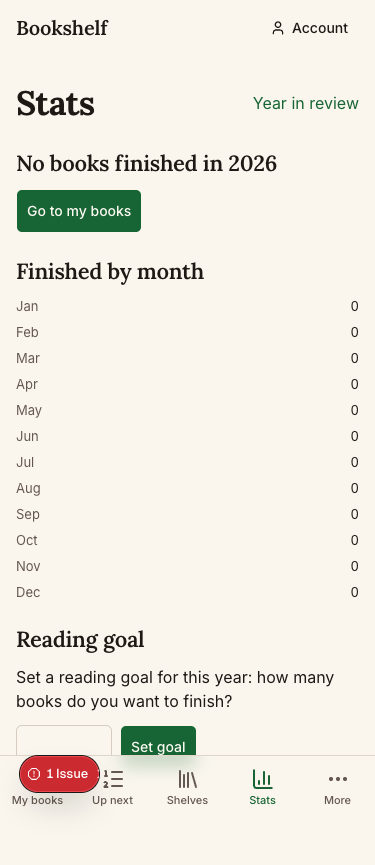 Bookshelf
Account
Stats
Year in review
No books finished in 2026
Go to my books
Finished by month
Jan 0
Feb 0
Mar 0
Apr 0
May 0
Jun 0
Jul 0
Aug 0
Sep 0
Oct 0
Nov 0
Dec 0
Reading goal
Set a reading goal for this year: how many
books do you want to finish?
Set goal
1 Issue
My books
Up next
Shelves
Stats
More